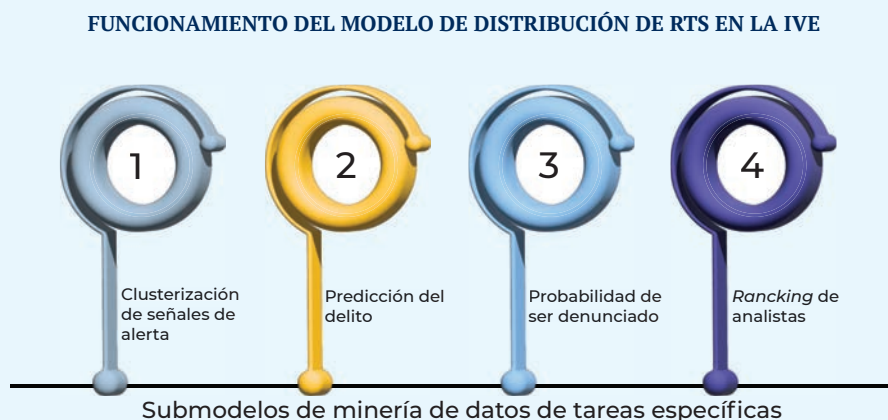 FUNCIONAMIENTO DEL MODELO DE DISTRIBUCIÓN DE RTS EN LA IVE
1
Clusterización
de señales de
alerta
2
Predicción del
delito
3
Probabilidad de
ser denunciado
4
Rancking de
analistas
Submodelos de minería de datos de tareas específicas